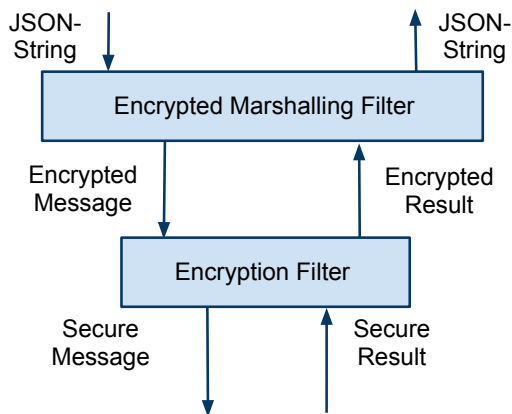 JSON-
String
JSON-
String
Encrypted Marshalling Filter
Encrypted
Message
Encrypted
Result
Encryption Filter
Secure
Message
Secure
Result